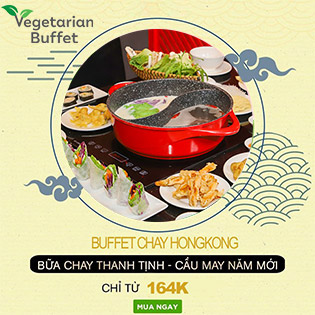 Vegetarian
Buffet
BUFFET CHAY HONGKONG
BỮA CHAY THANH TỊNH - CẦU MAY NĂM MỚI
CHỈ TỪ 164K
MUA NGAY